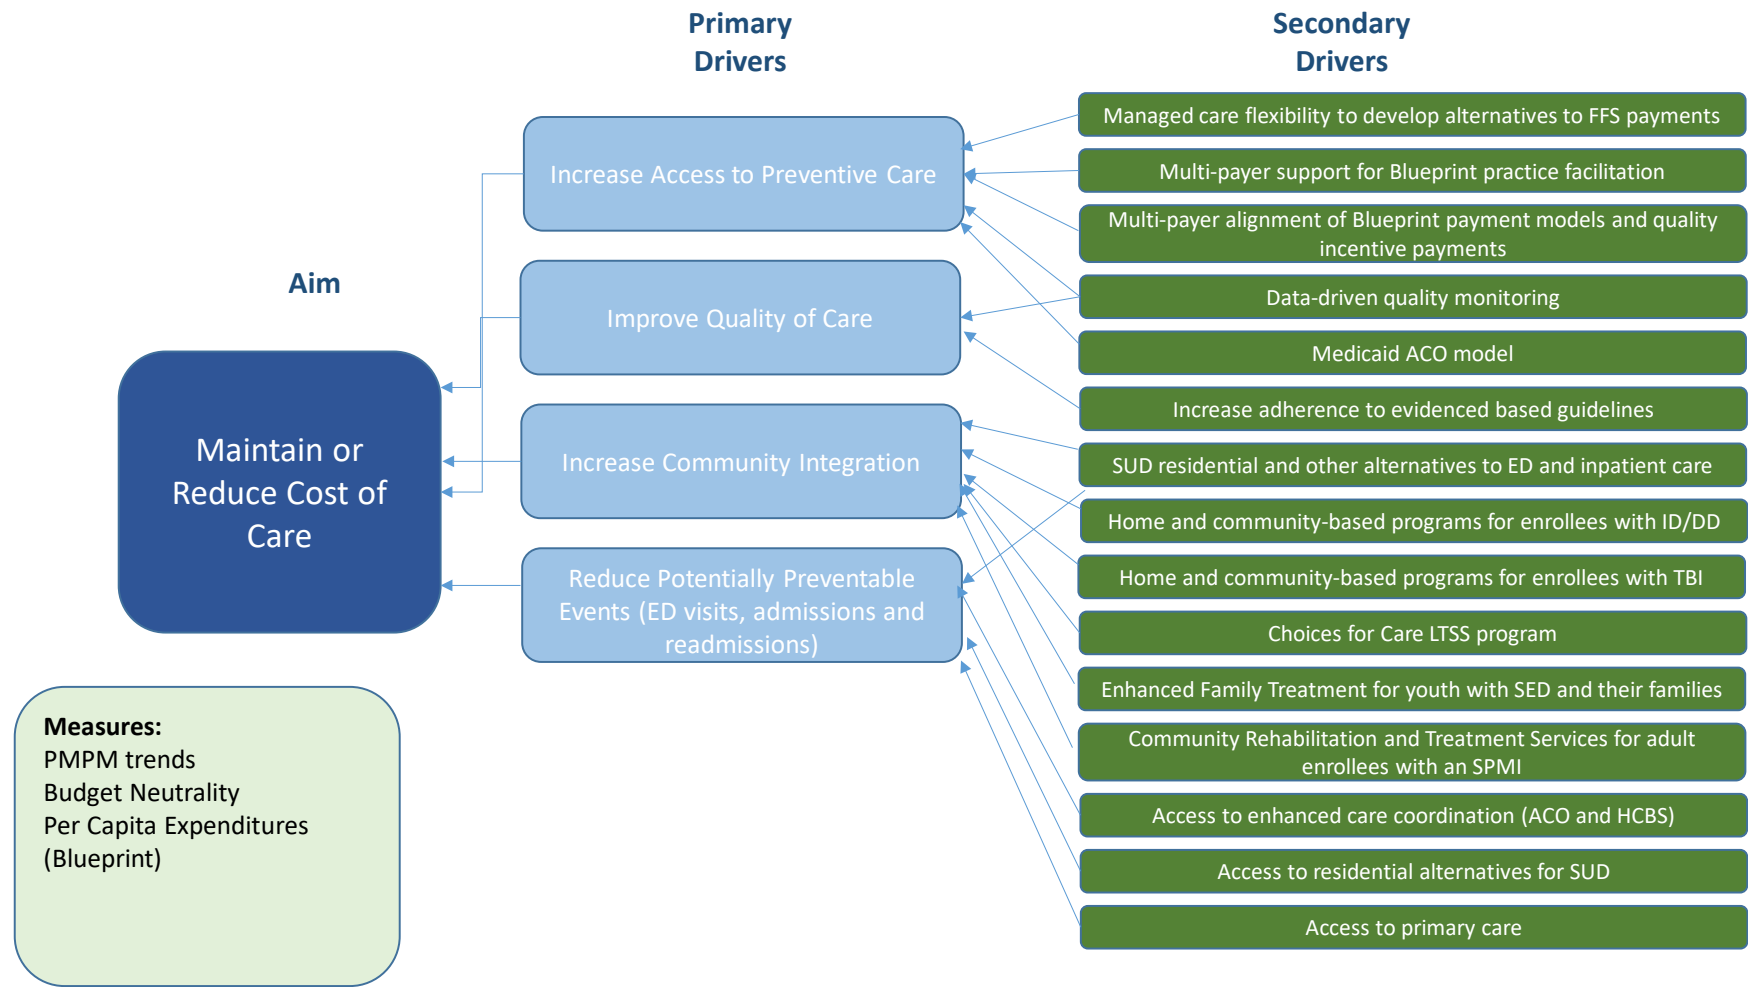 Primary
Drivers
Secondary
Drivers
Aim
Maintain or
Reduce Cost of
Care
Measures:
PMPM trends
Budget Neutrality
Per Capita Expenditures
(Blueprint)
Increase Access to Preventive Care
Improve Quality of Care
Increase Community Integration
Reduce Potentially Preventable
Events (ED visits, admissions and
readmissions)
Managed care flexibility to develop alternatives to FFS payments
Multi-payer support for Blueprint practice facilitation
Multi-payer alignment of Blueprint payment models and quality
incentive payments
Data-driven quality monitoring
Medicaid ACO model
Increase adherence to evidenced based guidelines
SUD residential and other alternatives to ED and inpatient care
Home and community-based programs for enrollees with ID/DD
Home and community-based programs for enrollees with TBI
Choices for Care LTSS program
Enhanced Family Treatment for youth with SED and their families
Community Rehabilitation and Treatment Services for adult
enrollees with an SPMI
Access to enhanced care coordination (ACO and HCBS)
Access to residential alternatives for SUD
Access to primary care